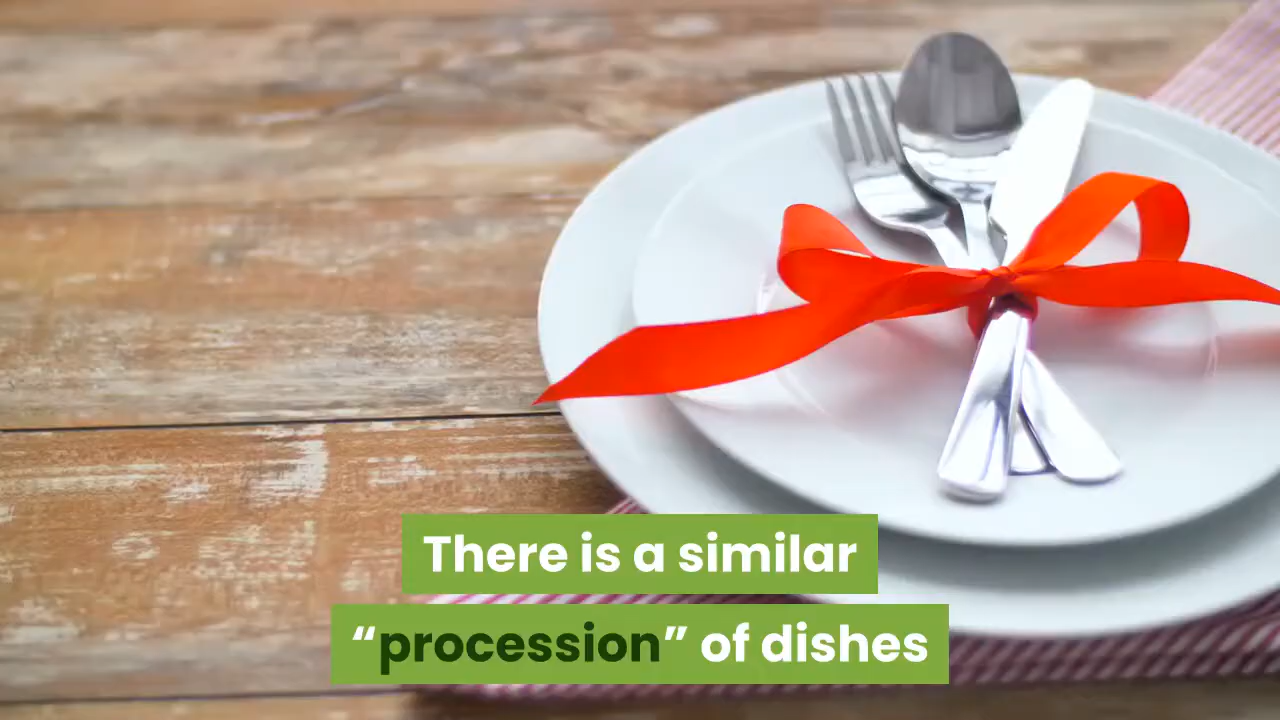 There is a similar
“procession” of dishes